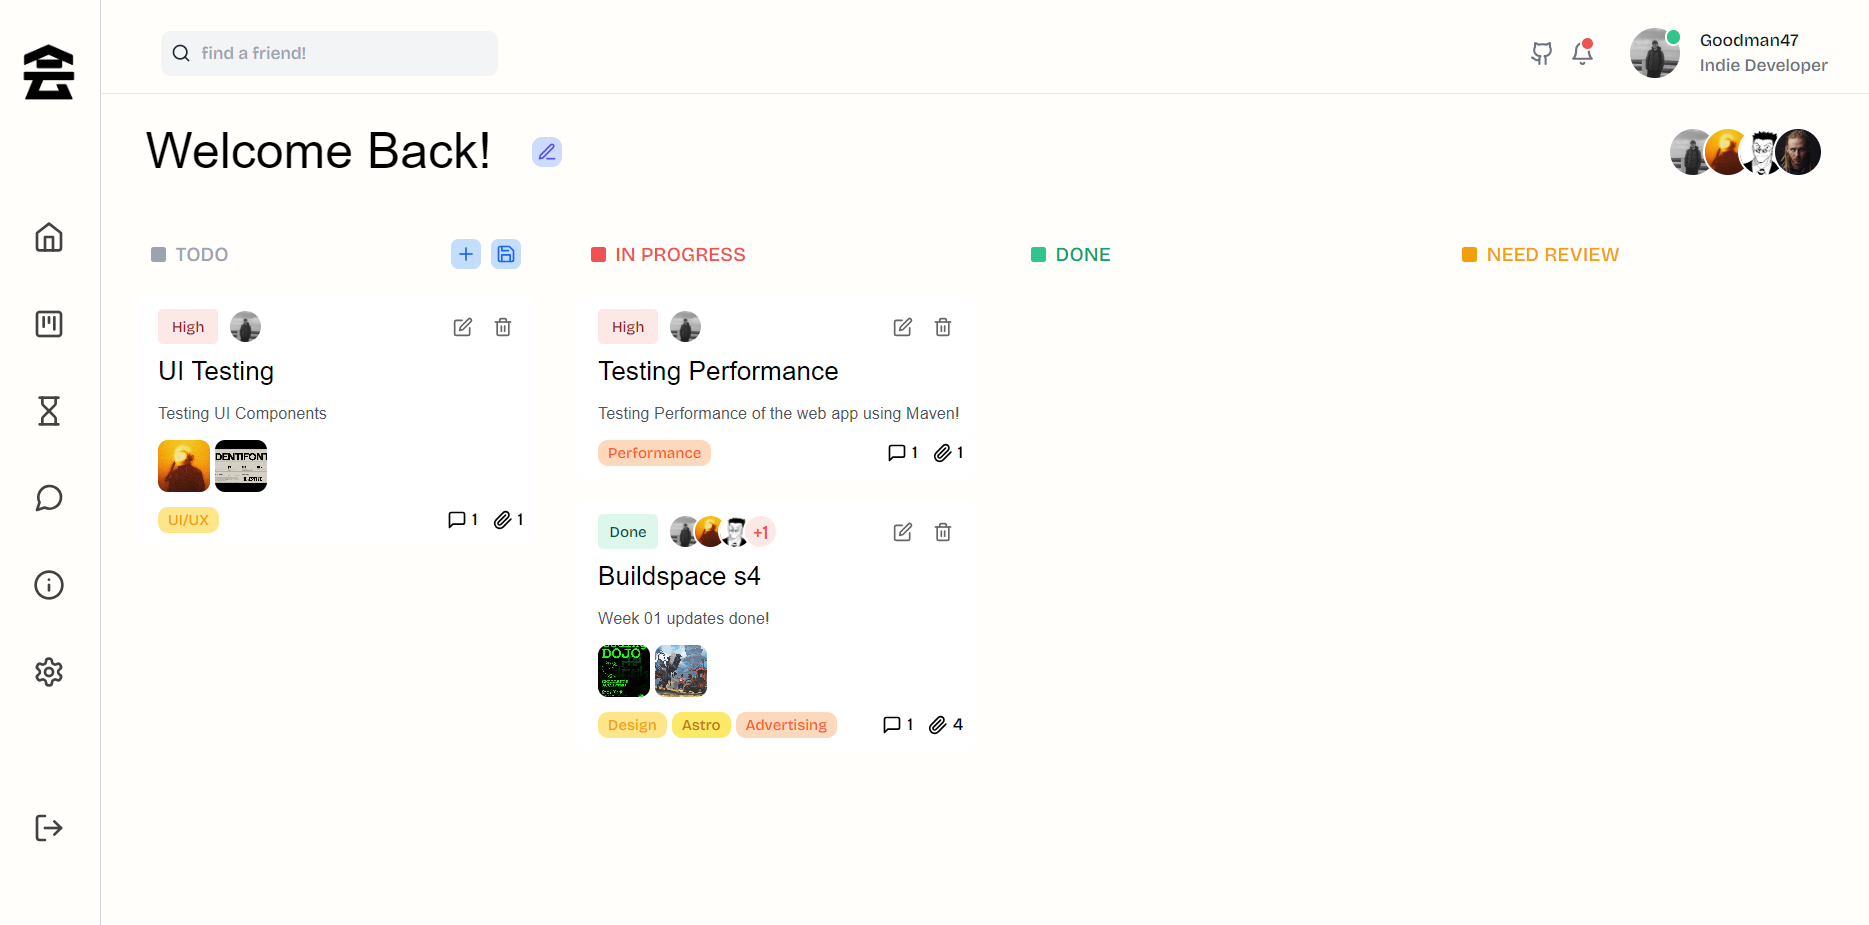 find a friend!
Goodman47
Indie Developer
Welcome Back!
TODO
IN PROGRESS
DONE
NEED REVIEW
High
UI Testing
Testing UI Components
DENTIFONT
UI/UX
1
1
High
Testing Performance
Testing Performance of the web app using Maven!
Performance
1
1
Done
+1
Buildspace s4
Week 01 updates done!
DOJO
Design
Astro
Advertising
1
4